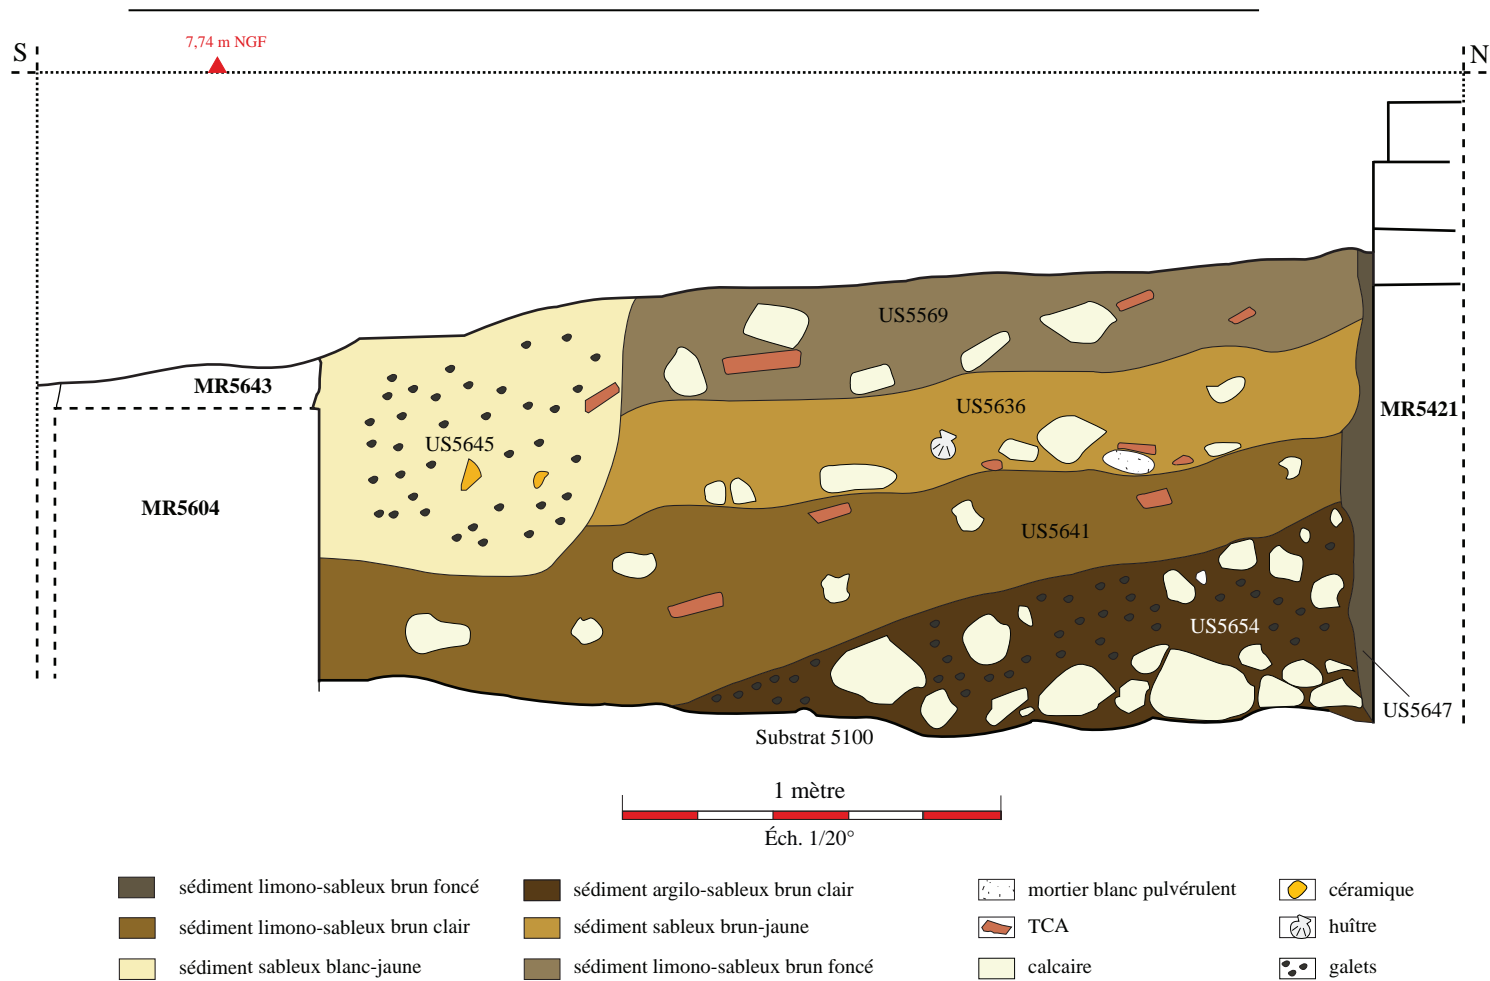 7,74 m NGF
S
N
US5569
MR5643
US5636
MR5421
US5645
MR5604
US5641
US5654
US5647
Substrat 5100
1 mètre
Éch. 1/20°
sédiment limono-sableux brun foncé
sédiment argilo-sableux brun clair
mortier blanc pulvérulent
céramique
sédiment limono-sableux brun clair
sédiment sableux brun-jaune
TCA
huître
sédiment sableux blanc-jaune
sédiment limono-sableux brun foncé
calcaire
galets